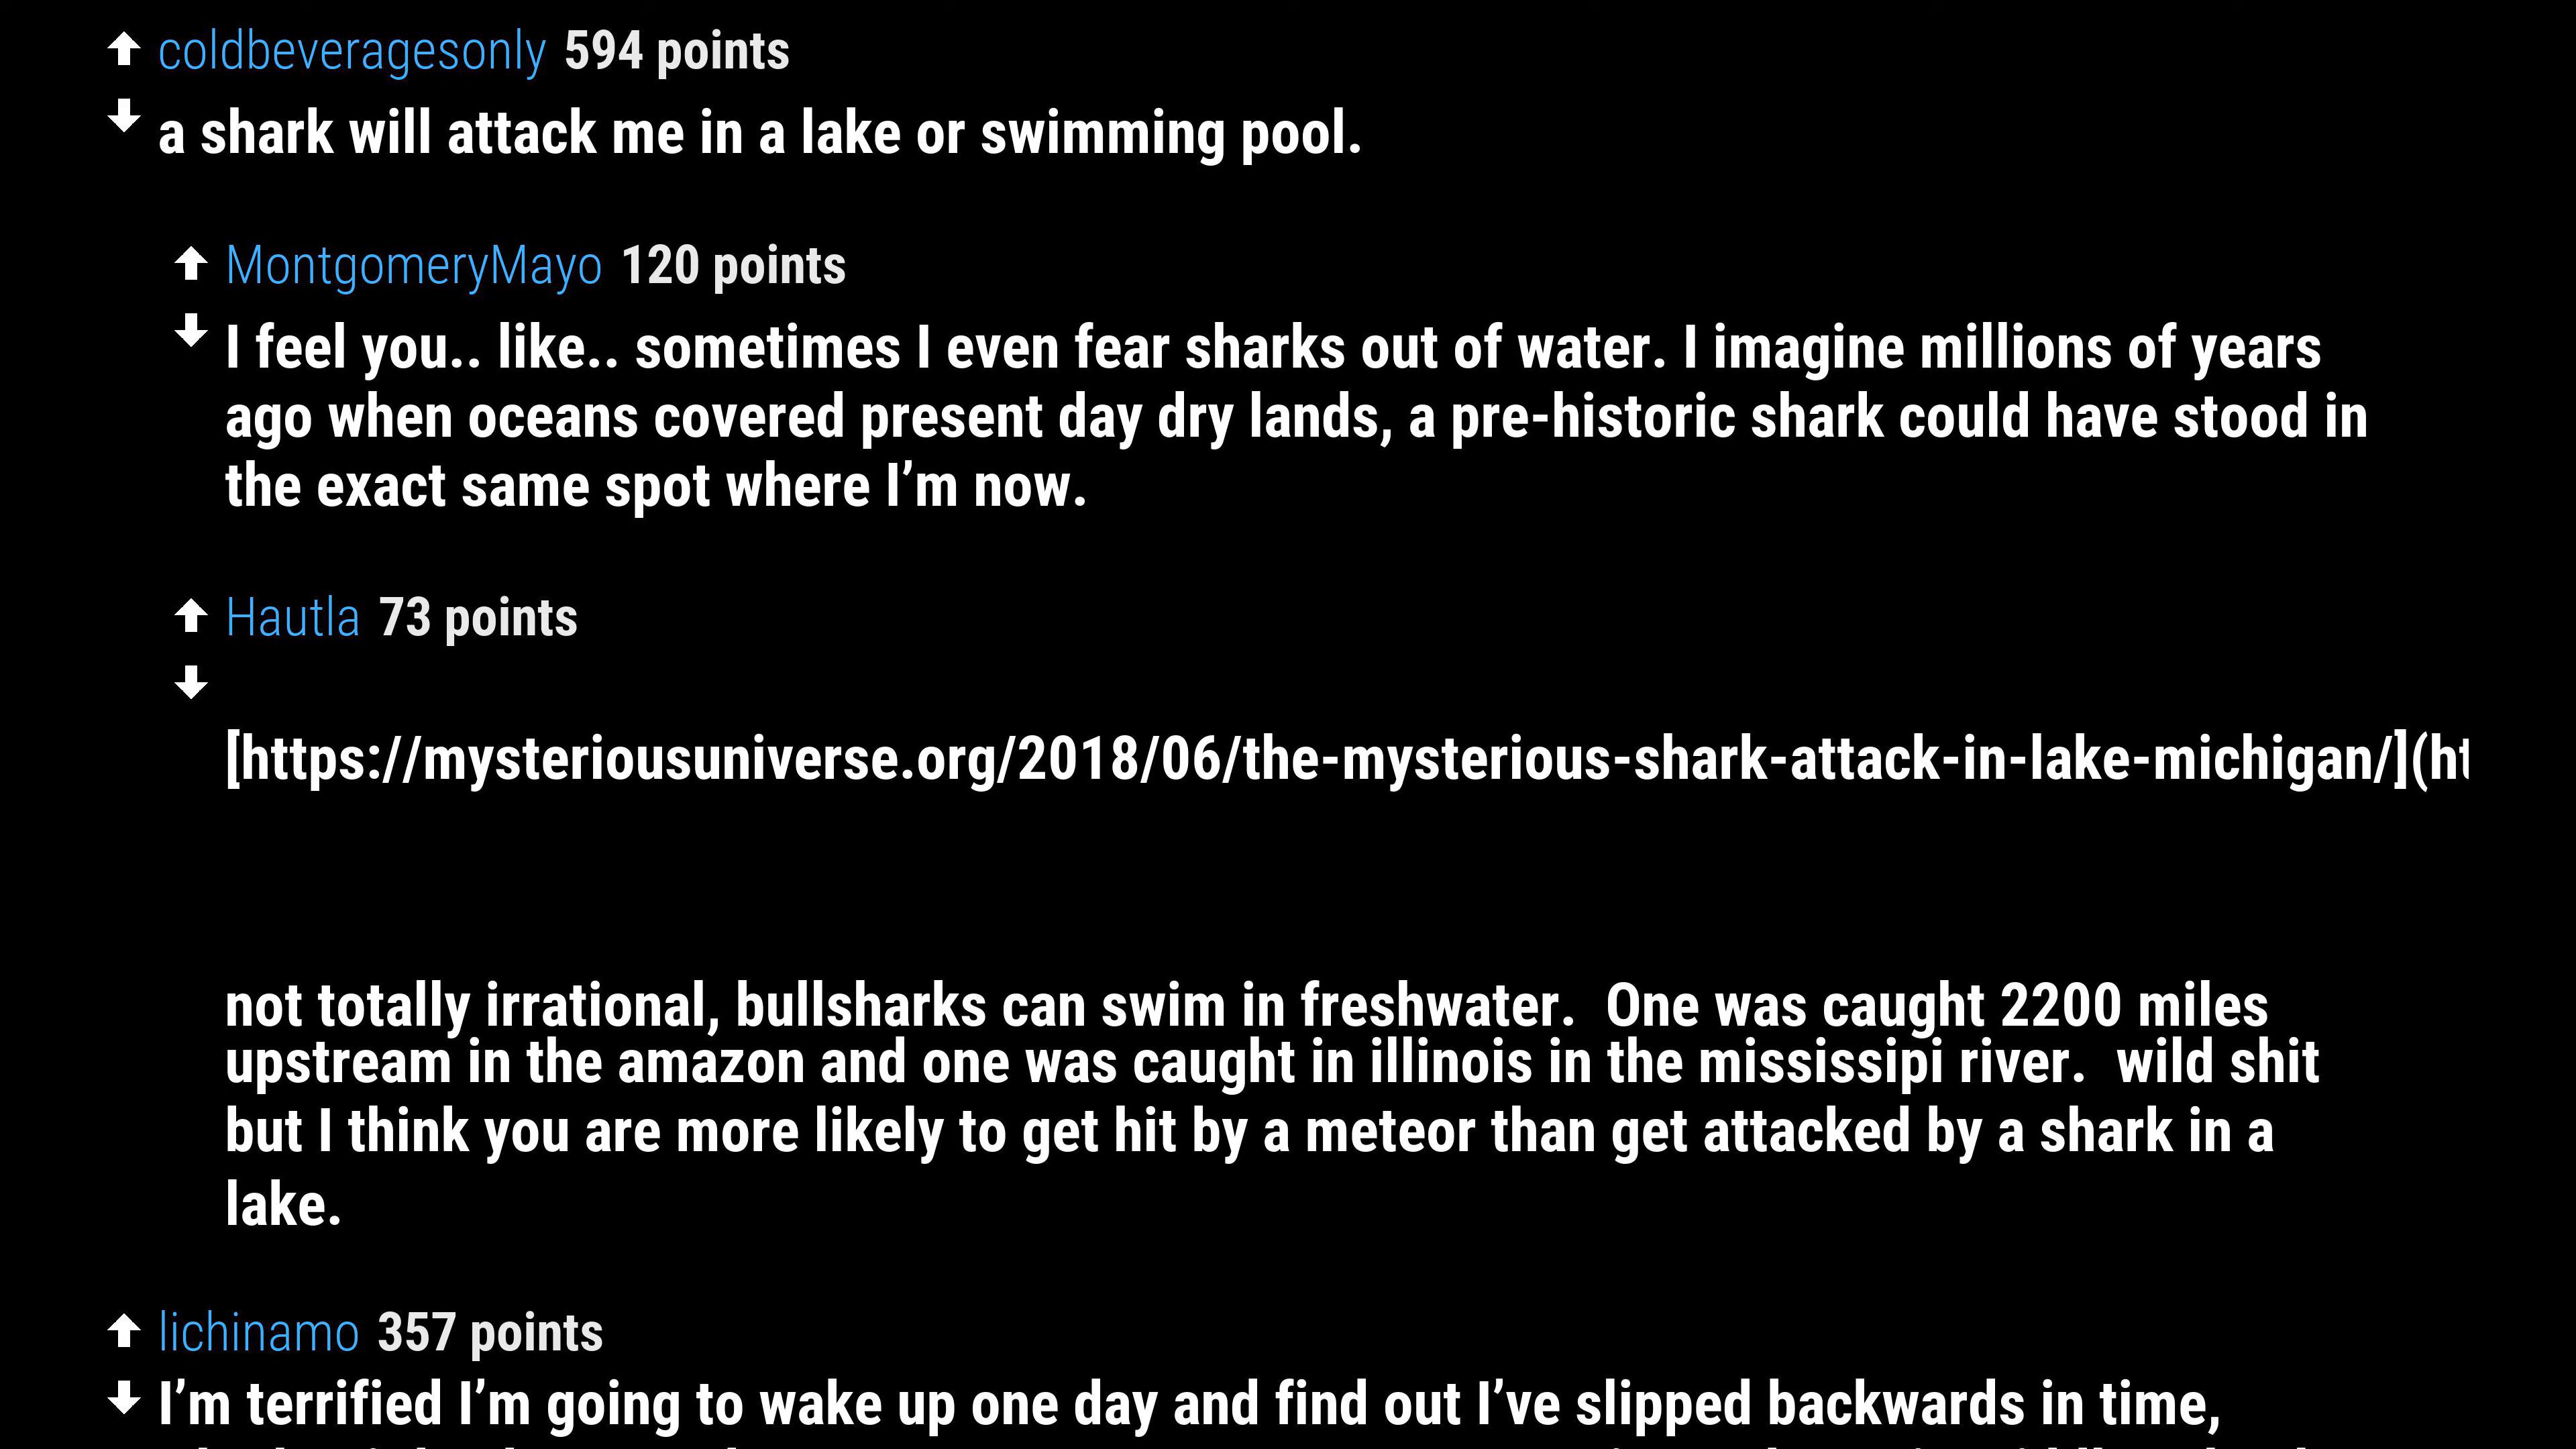 coldbeveragesonly 594 points
a shark will attack me in a lake or swimming pool.
MontgomeryMayo 120 points
I feel you.. like.. sometimes I even fear sharks out of water. I imagine millions of years
ago when oceans covered present day dry lands, a pre-historic shark could have stood in
the exact same spot where I’m now.
Hautla 73 points
[https://mysteriousuniverse.org/2018/06/the-mysterious-shark-attack-in-lake-michigan/](ht
not totally irrational, bullsharks can swim in freshwater.  One was caught 2200 miles
upstream in the amazon and one was caught in illinois in the mississipi river.  wild shit
but I think you are more likely to get hit by a meteor than get attacked by a shark in a
lake.
lichinamo 357 points
I’m terrified I’m going to wake up one day and find out I’ve slipped backwards in time,